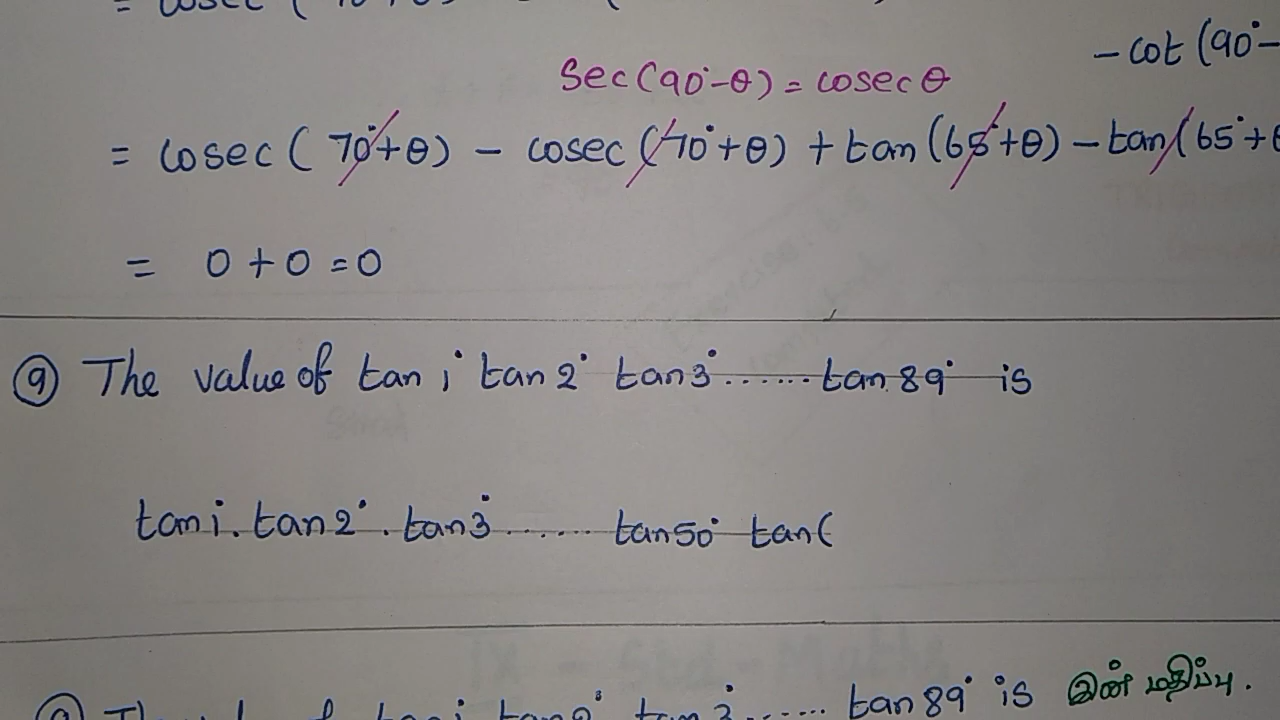 - cot (90° -
Sec(90° - θ) = cosec θ
= cosec ( 70° + θ) - cosec (70° + θ) + tan (65° + θ) - tan (65° +
= 0 + 0 = 0
⑨ The value of tan 1° tan 2° tan 3° ...... tan 89° is
tan 1° . tan 2° . tan 3° ...... tan 50° tan (
tan 89° is இன் மதிப்பு.